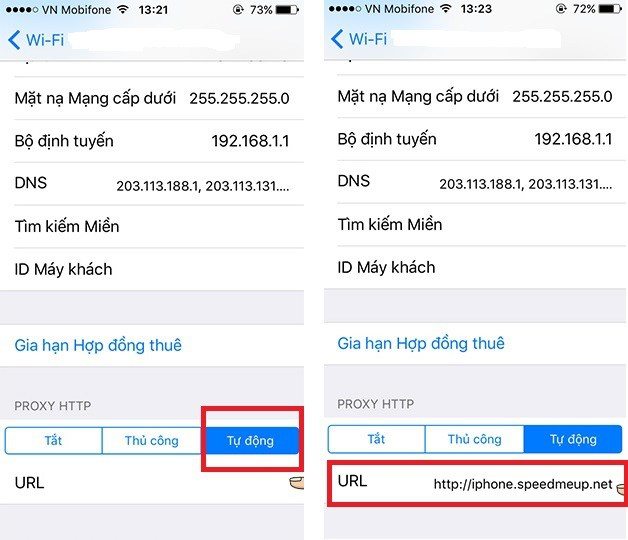 VN Mobifone 13:21 73%
Wi-Fi
Mặt nạ Mạng cấp dưới 255.255.255.0
Bộ định tuyến 192.168.1.1
DNS 203.113.188.1, 203.113.131....
Tìm kiếm Miền
ID Máy khách
Gia hạn Hợp đồng thuê
PROXY HTTP
Tắt Thủ công Tự động
URL
VN Mobifone 13:23 72%
Wi-Fi
Mặt nạ Mạng cấp dưới 255.255.255.0
Bộ định tuyến 192.168.1.1
DNS 203.113.188.1, 203.113.131....
Tìm kiếm Miền
ID Máy khách
Gia hạn Hợp đồng thuê
PROXY HTTP
Tắt Thủ công Tự động
URL http://iphone.speedmeup.net